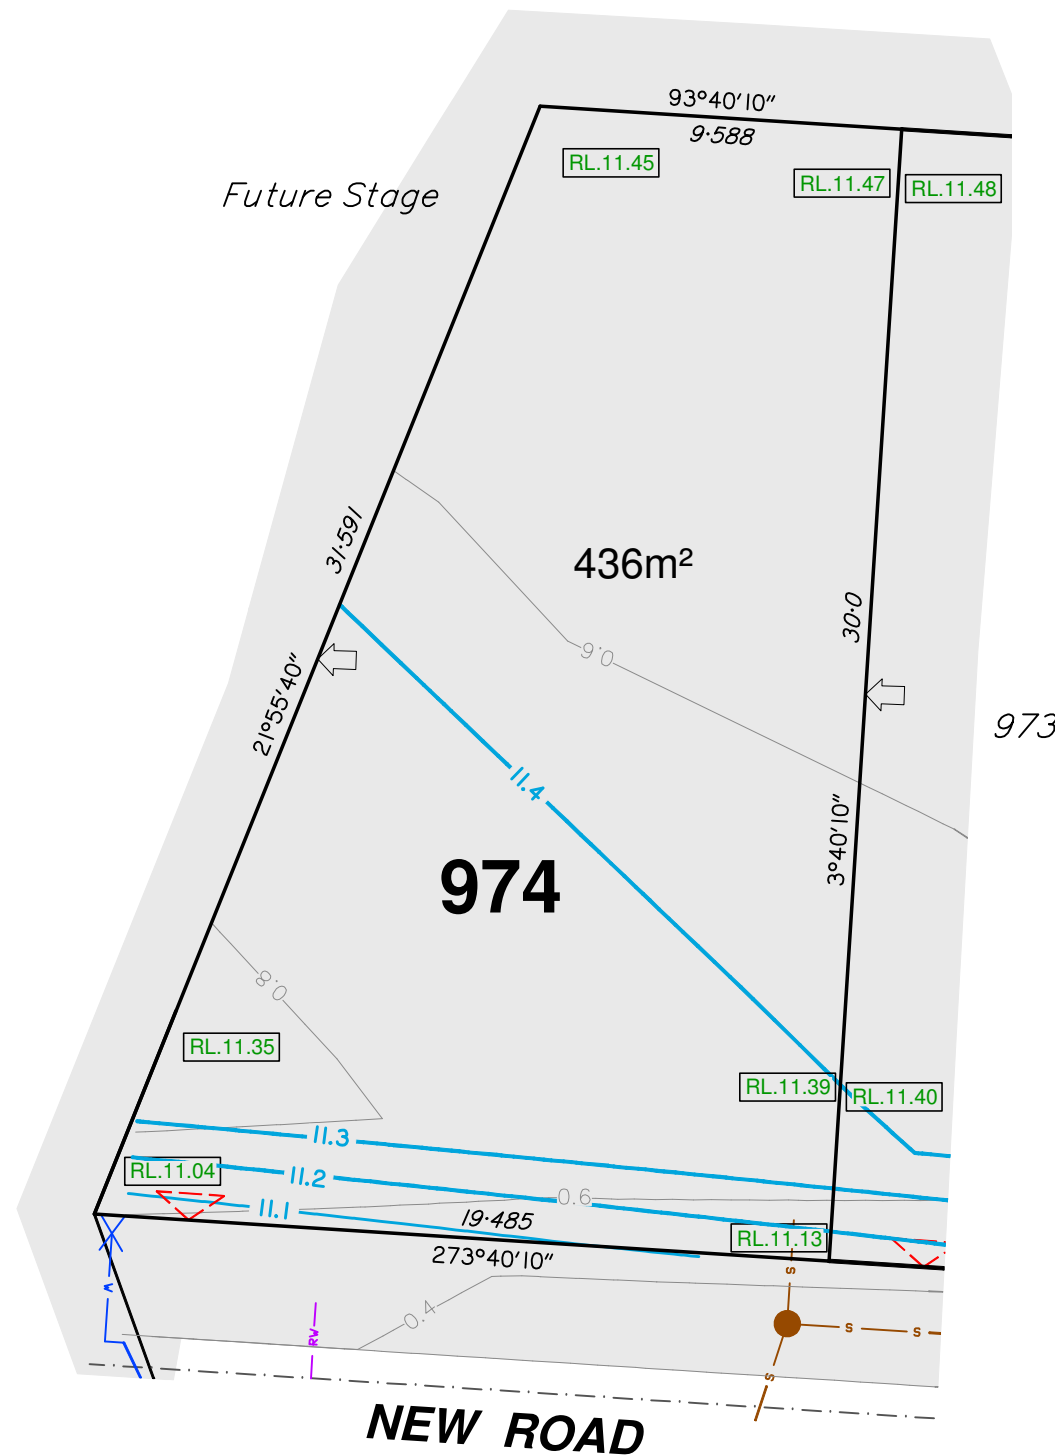 93°40'10"
9·588
RL.11.45
RL.11.47
RL.11.48
Future Stage
31·591
436m²
30·0
0.9
21°55'40"
973
11.4
3°40'10"
974
0.8
RL.11.35
RL.11.39
RL.11.40
11.3
RL.11.04
11.2
0.6
11.1
19·485
RL.11.13
273°40'10"
S
W
0.4
RW
S
S
S
NEW ROAD